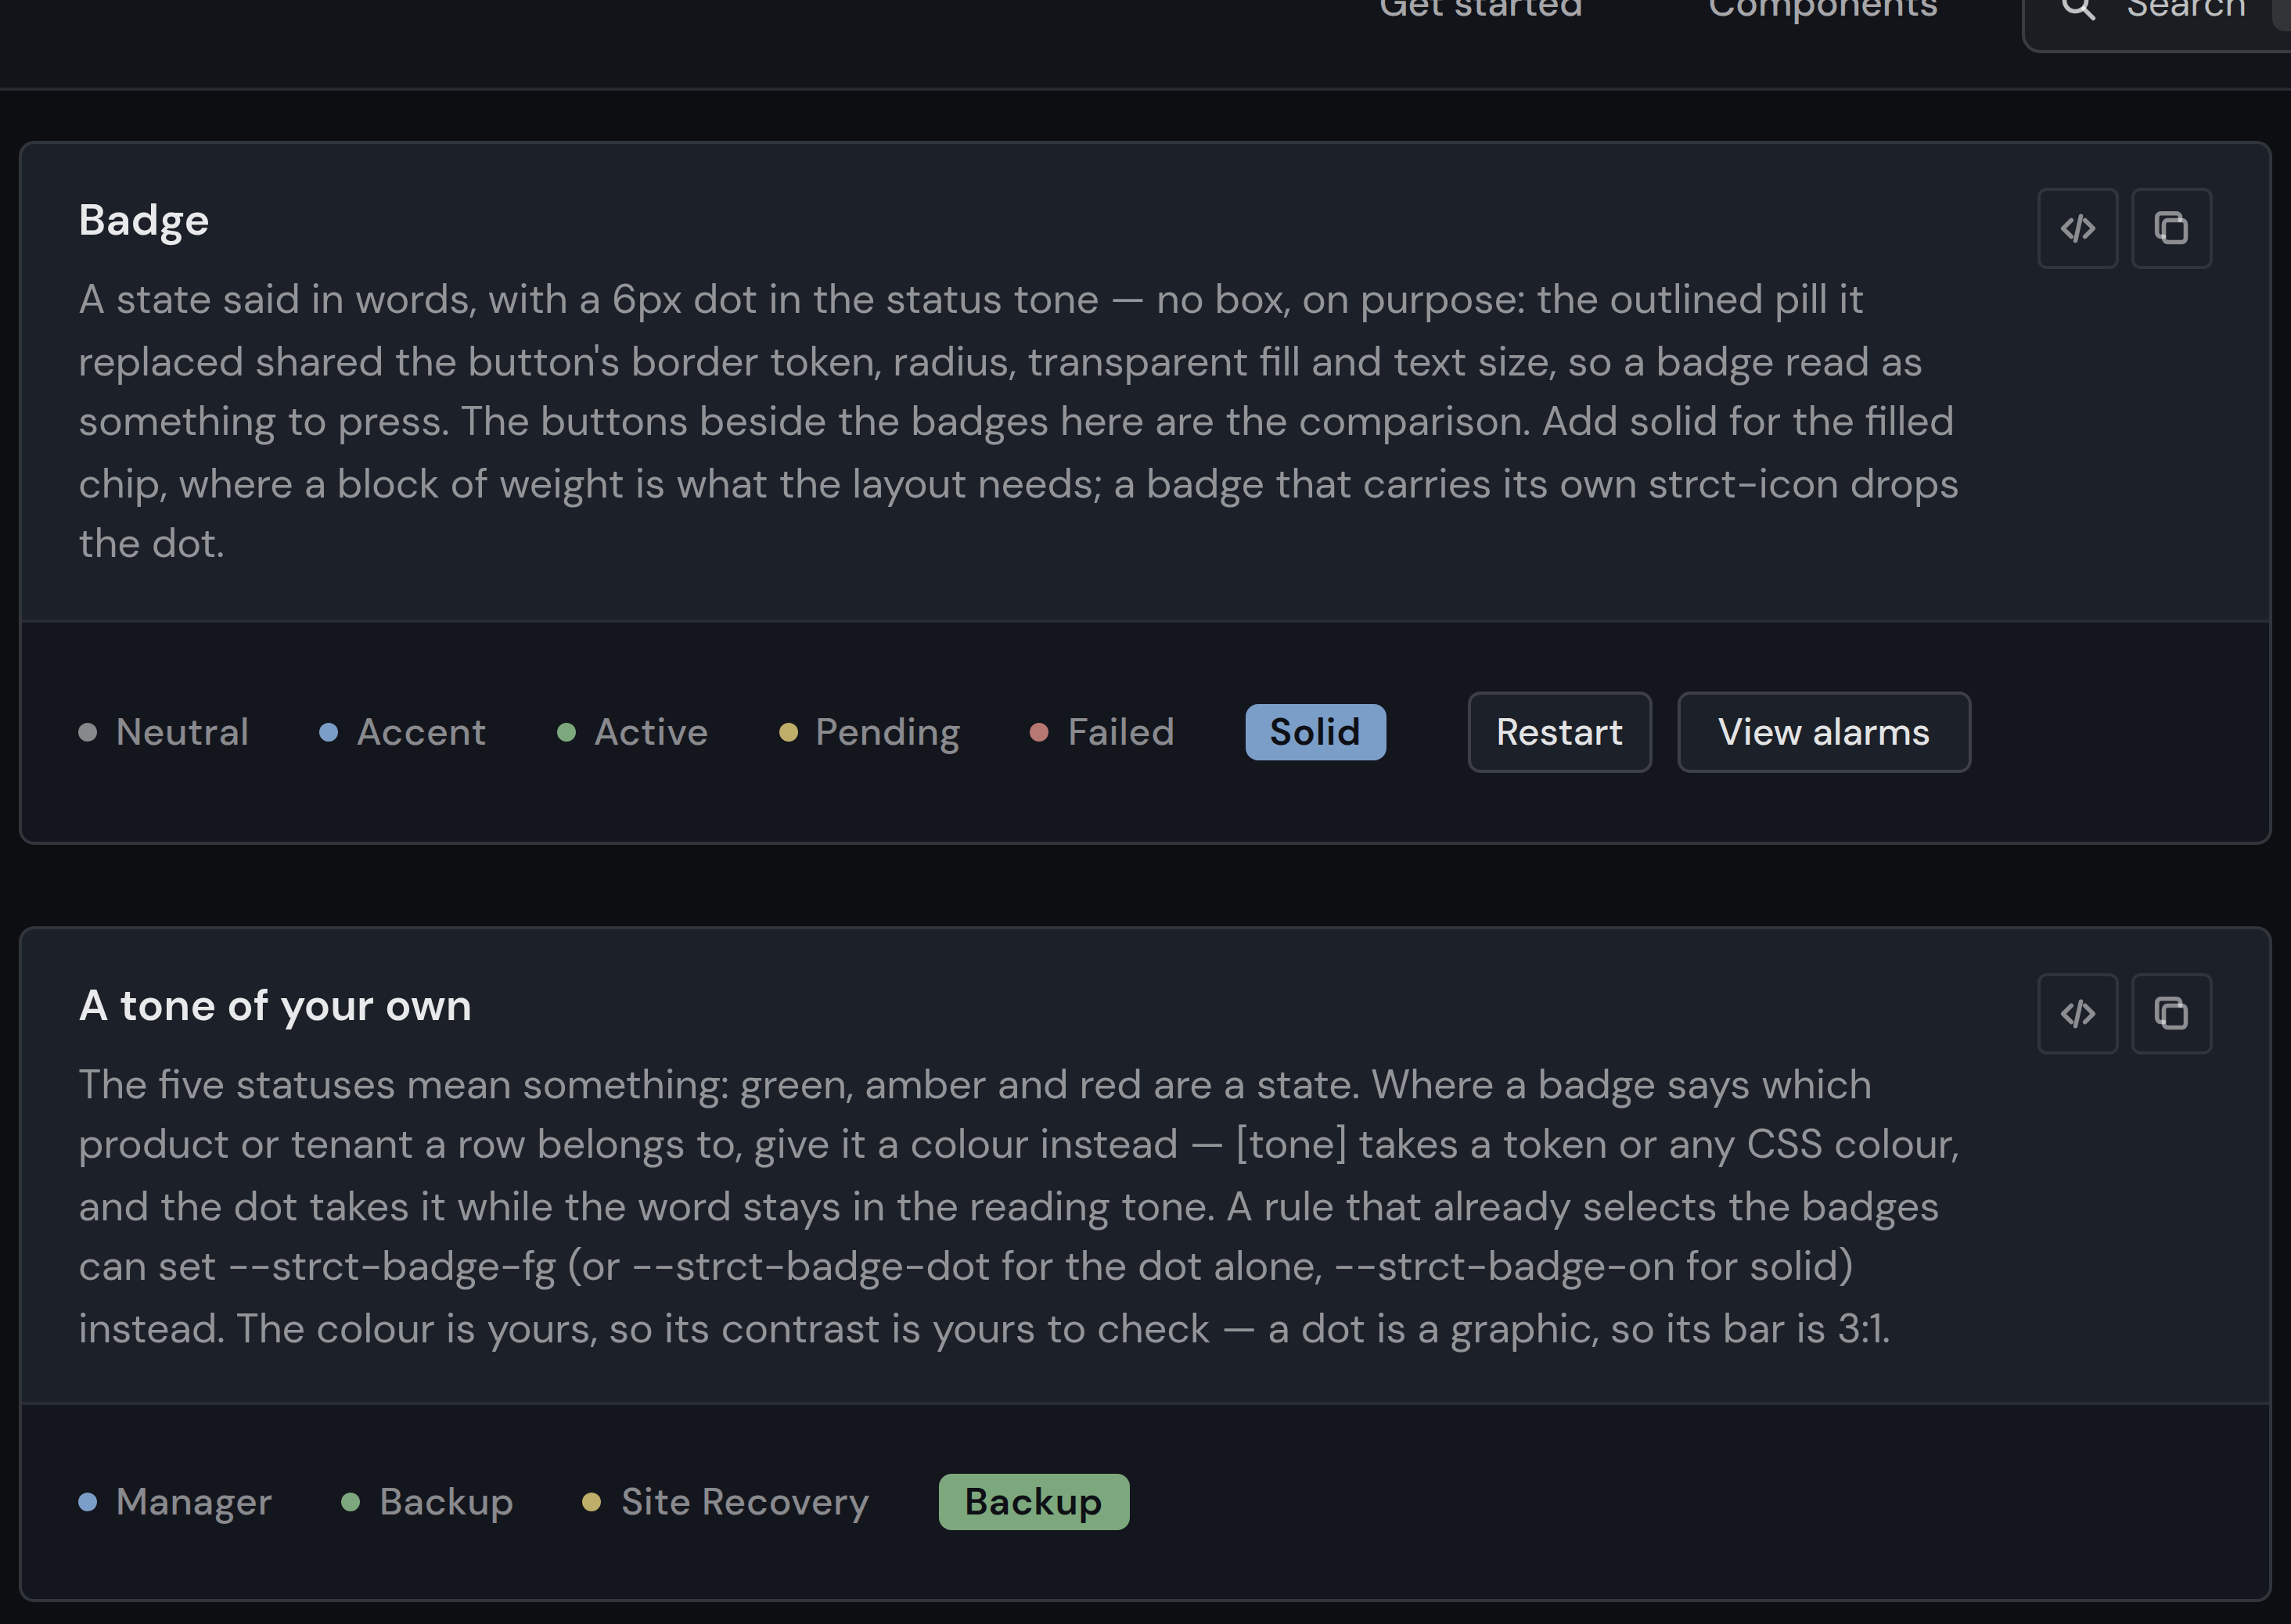 Get started Components Search
Badge
A state said in words, with a 6px dot in the status tone — no box, on purpose: the outlined pill it
replaced shared the button's border token, radius, transparent fill and text size, so a badge read as
something to press. The buttons beside the badges here are the comparison. Add solid for the filled
chip, where a block of weight is what the layout needs; a badge that carries its own strct-icon drops
the dot.
Neutral Accent Active Pending Failed Solid Restart View alarms
A tone of your own
The five statuses mean something: green, amber and red are a state. Where a badge says which
product or tenant a row belongs to, give it a colour instead — [tone] takes a token or any CSS colour,
and the dot takes it while the word stays in the reading tone. A rule that already selects the badges
can set --strct-badge-fg (or --strct-badge-dot for the dot alone, --strct-badge-on for solid)
instead. The colour is yours, so its contrast is yours to check — a dot is a graphic, so its bar is 3:1.
Manager Backup Site Recovery Backup